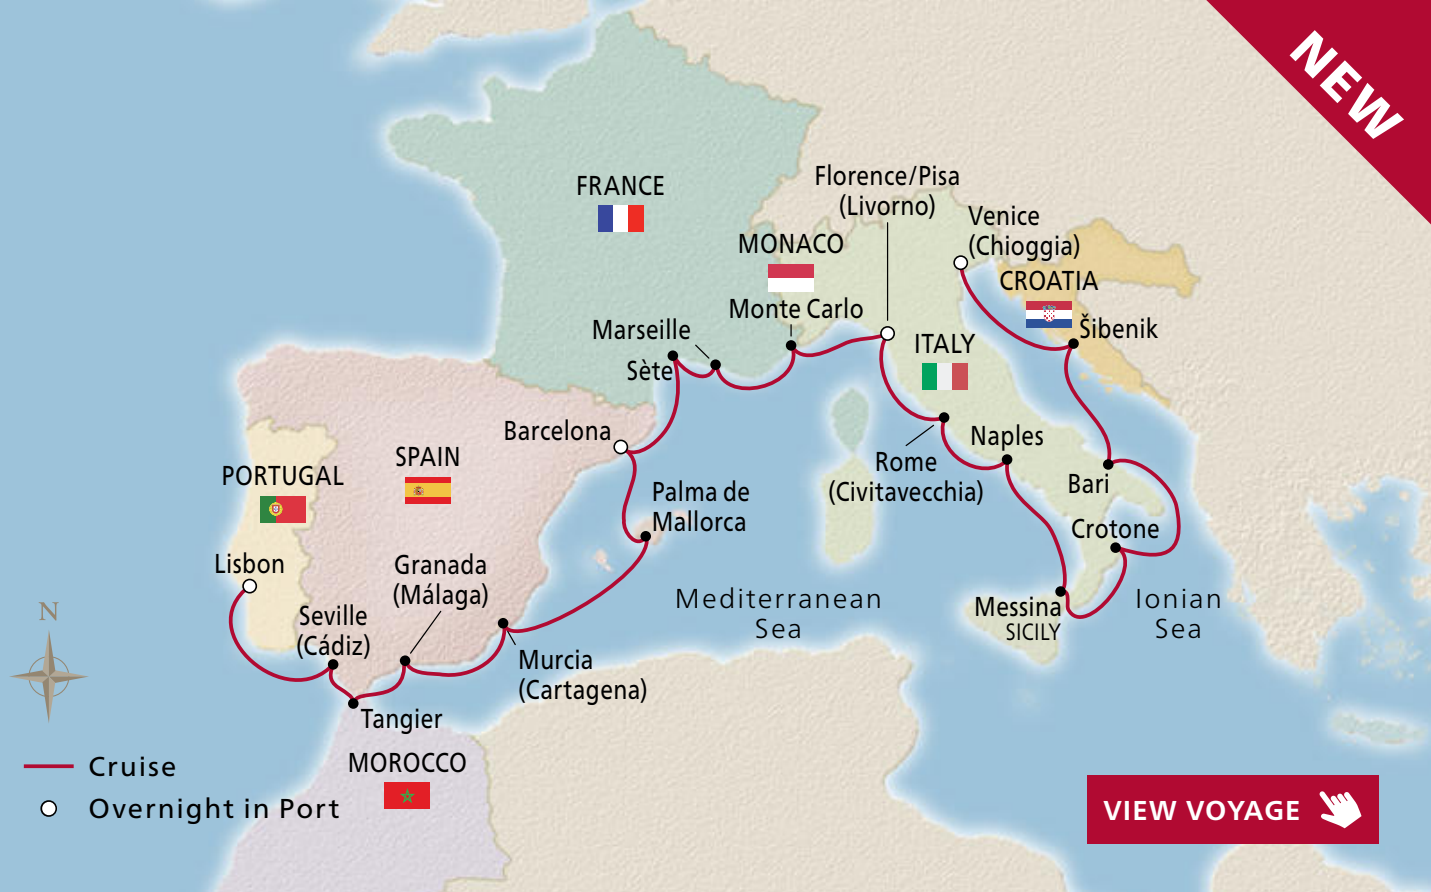 NEW
FRANCE
Florence/Pisa
(Livorno)
Venice
(Chioggia)
MONACO
Monte Carlo
CROATIA
Šibenik
Marseille
Sète
ITALY
Barcelona
Naples
Rome
(Civitavecchia)
Bari
SPAIN
PORTUGAL
Palma de
Mallorca
Crotone
Lisbon
Granada
(Málaga)
Mediterranean
Sea
Messina
SICILY
Ionian
Sea
N
Seville
(Cádiz)
Murcia
(Cartagena)
Tangier
MOROCCO
Cruise
Overnight in Port
VIEW VOYAGE